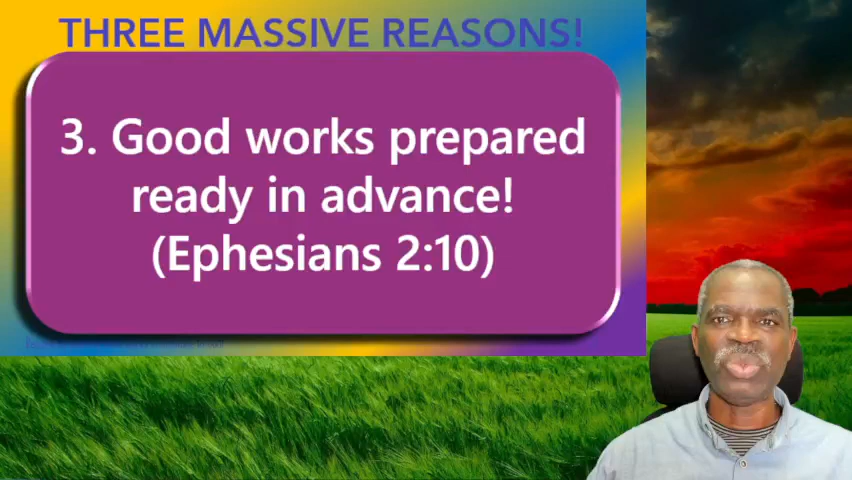 THREE MASSIVE REASONS!
3. Good works prepared
ready in advance!
(Ephesians 2:10)